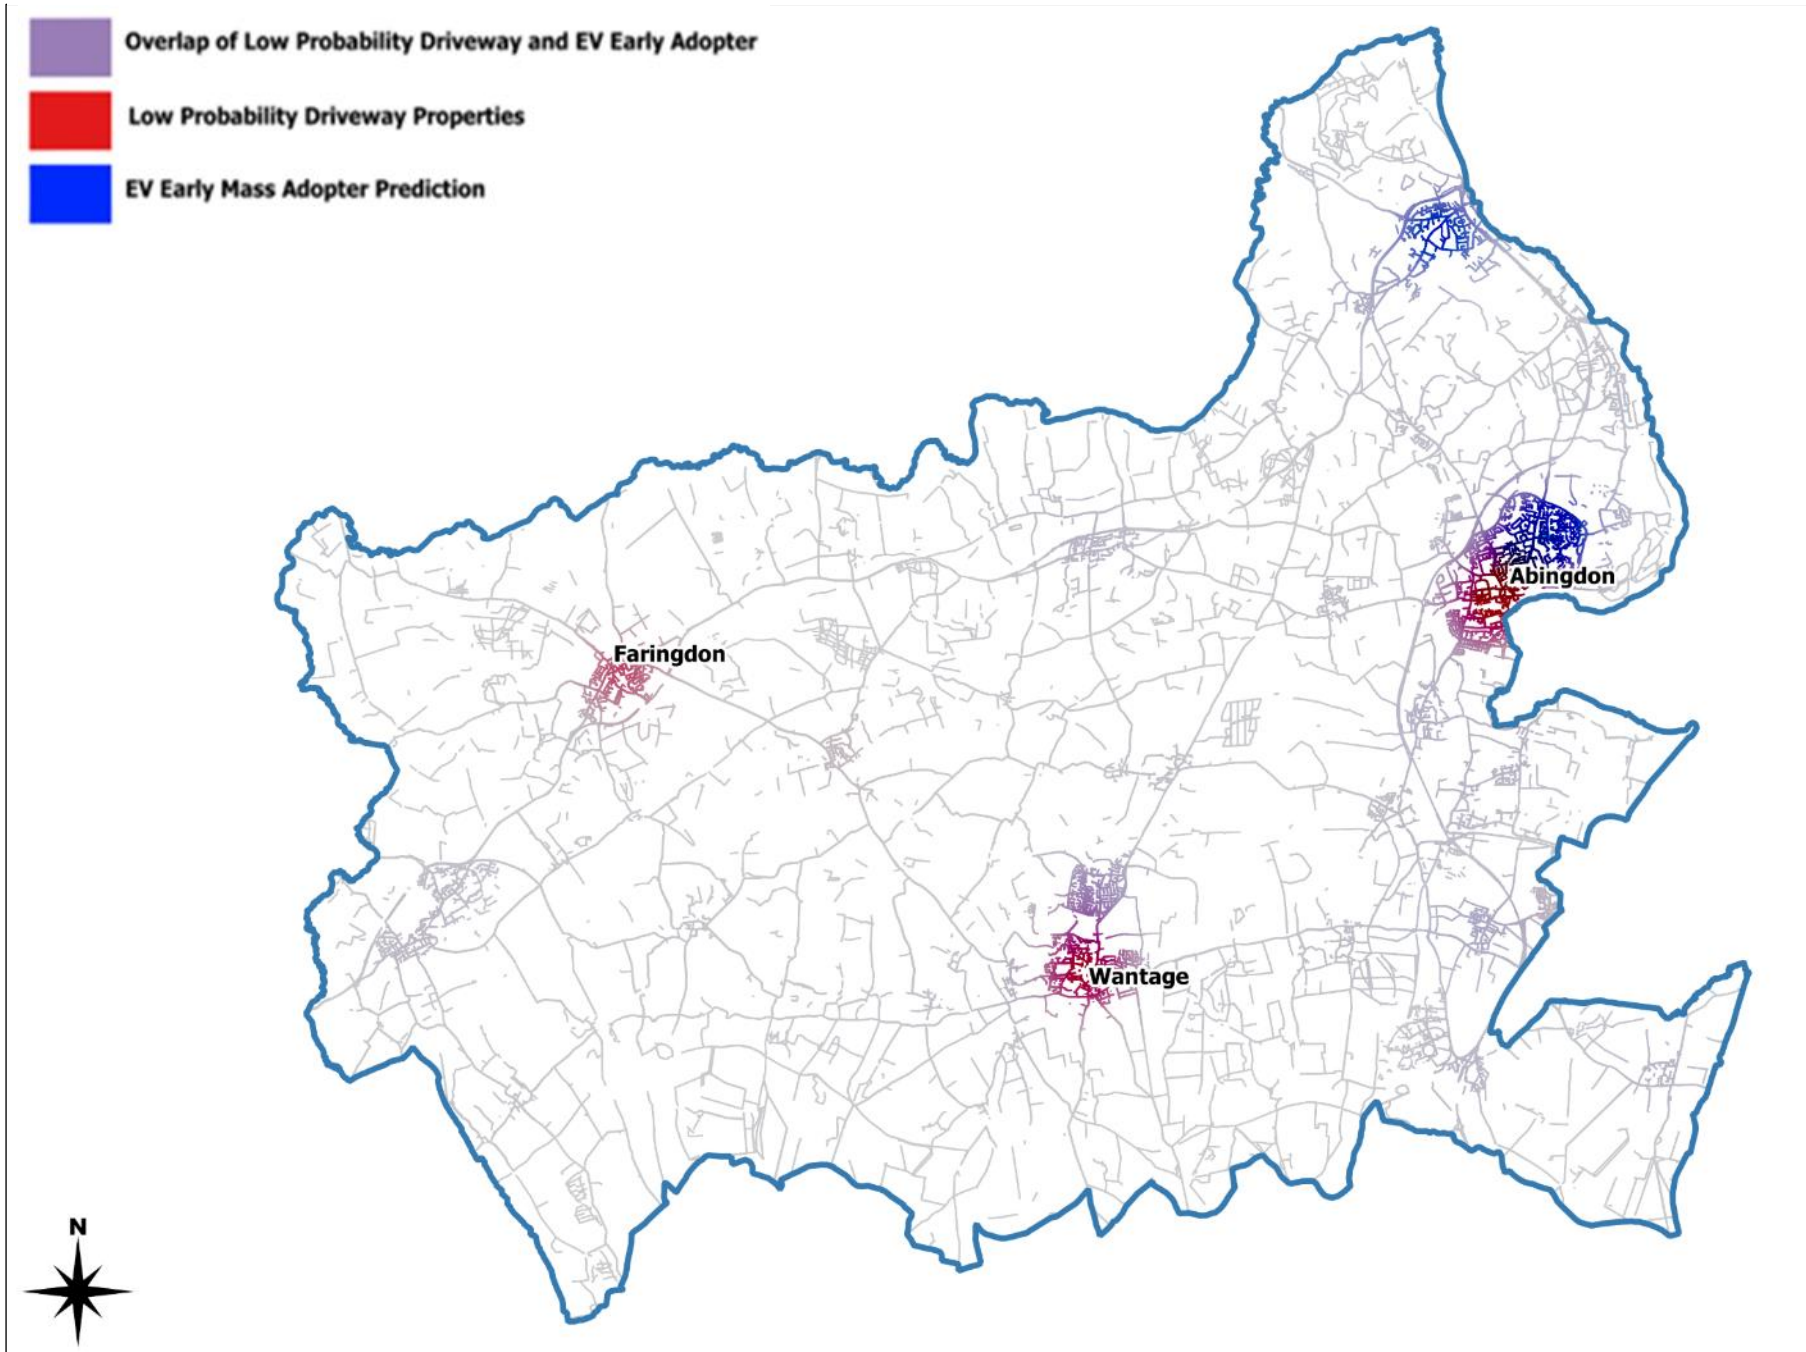 Overlap of Low Probability Driveway and EV Early Adopter
Low Probability Driveway Properties
EV Early Mass Adopter Prediction
Abingdon
Faringdon
Wantage
N